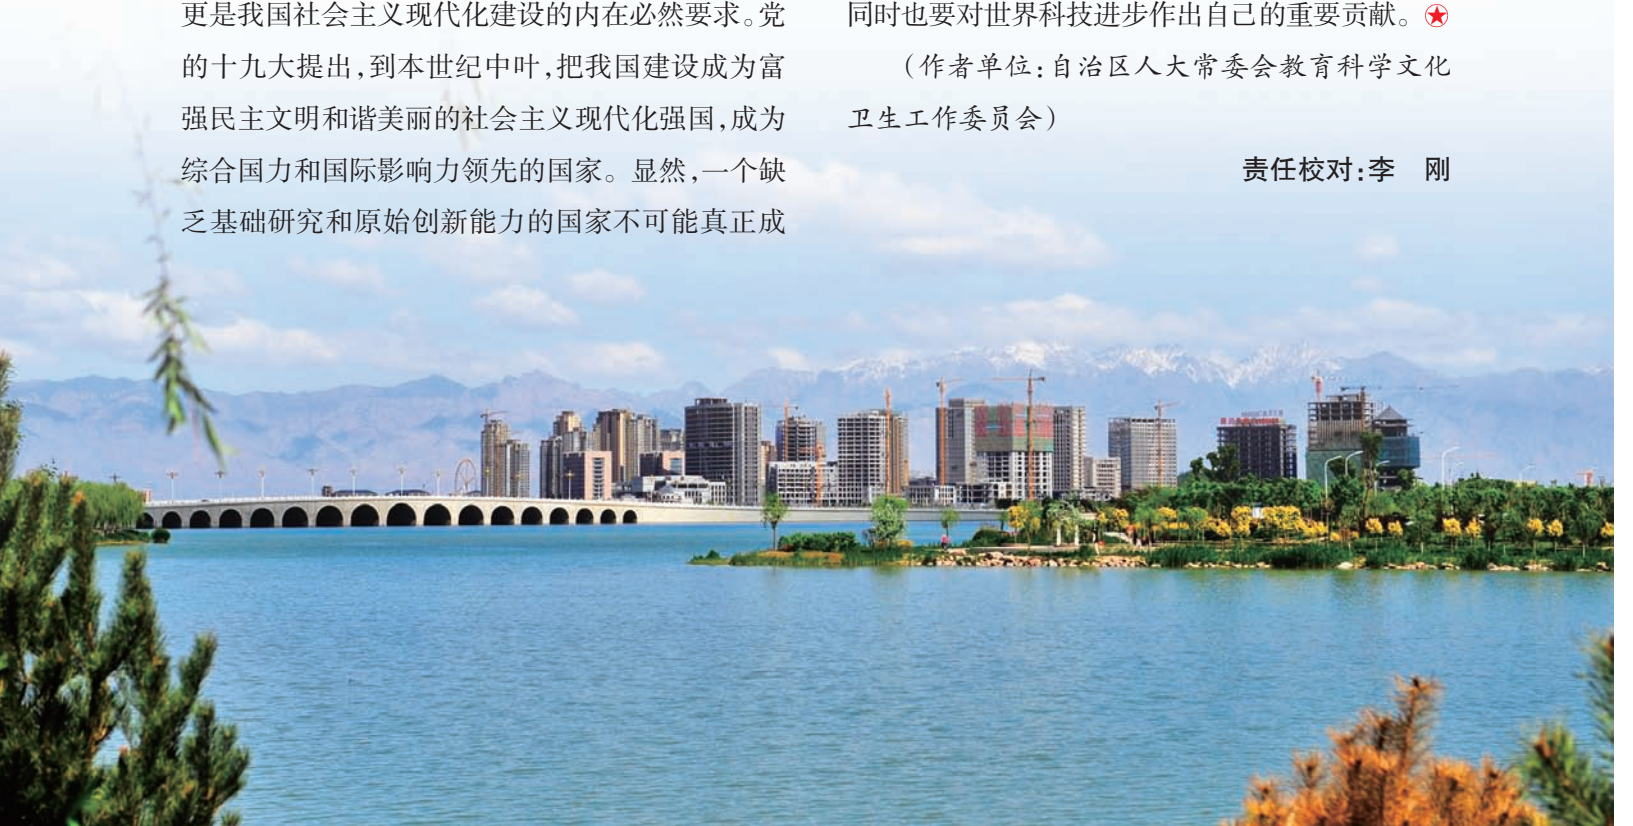 更是我国社会主义现代化建设的内在必然要求。党
的十九大提出,到本世纪中叶,把我国建设成为富
强民主文明和谐美丽的社会主义现代化强国,成为
综合国力和国际影响力领先的国家。显然,一个缺
乏基础研究和原始创新能力的国家不可能真正成
同时也要对世界科技进步作出自己的重要贡献。
(作者单位:自治区人大常委会教育科学文化
卫生工作委员会)
责任校对:李　刚